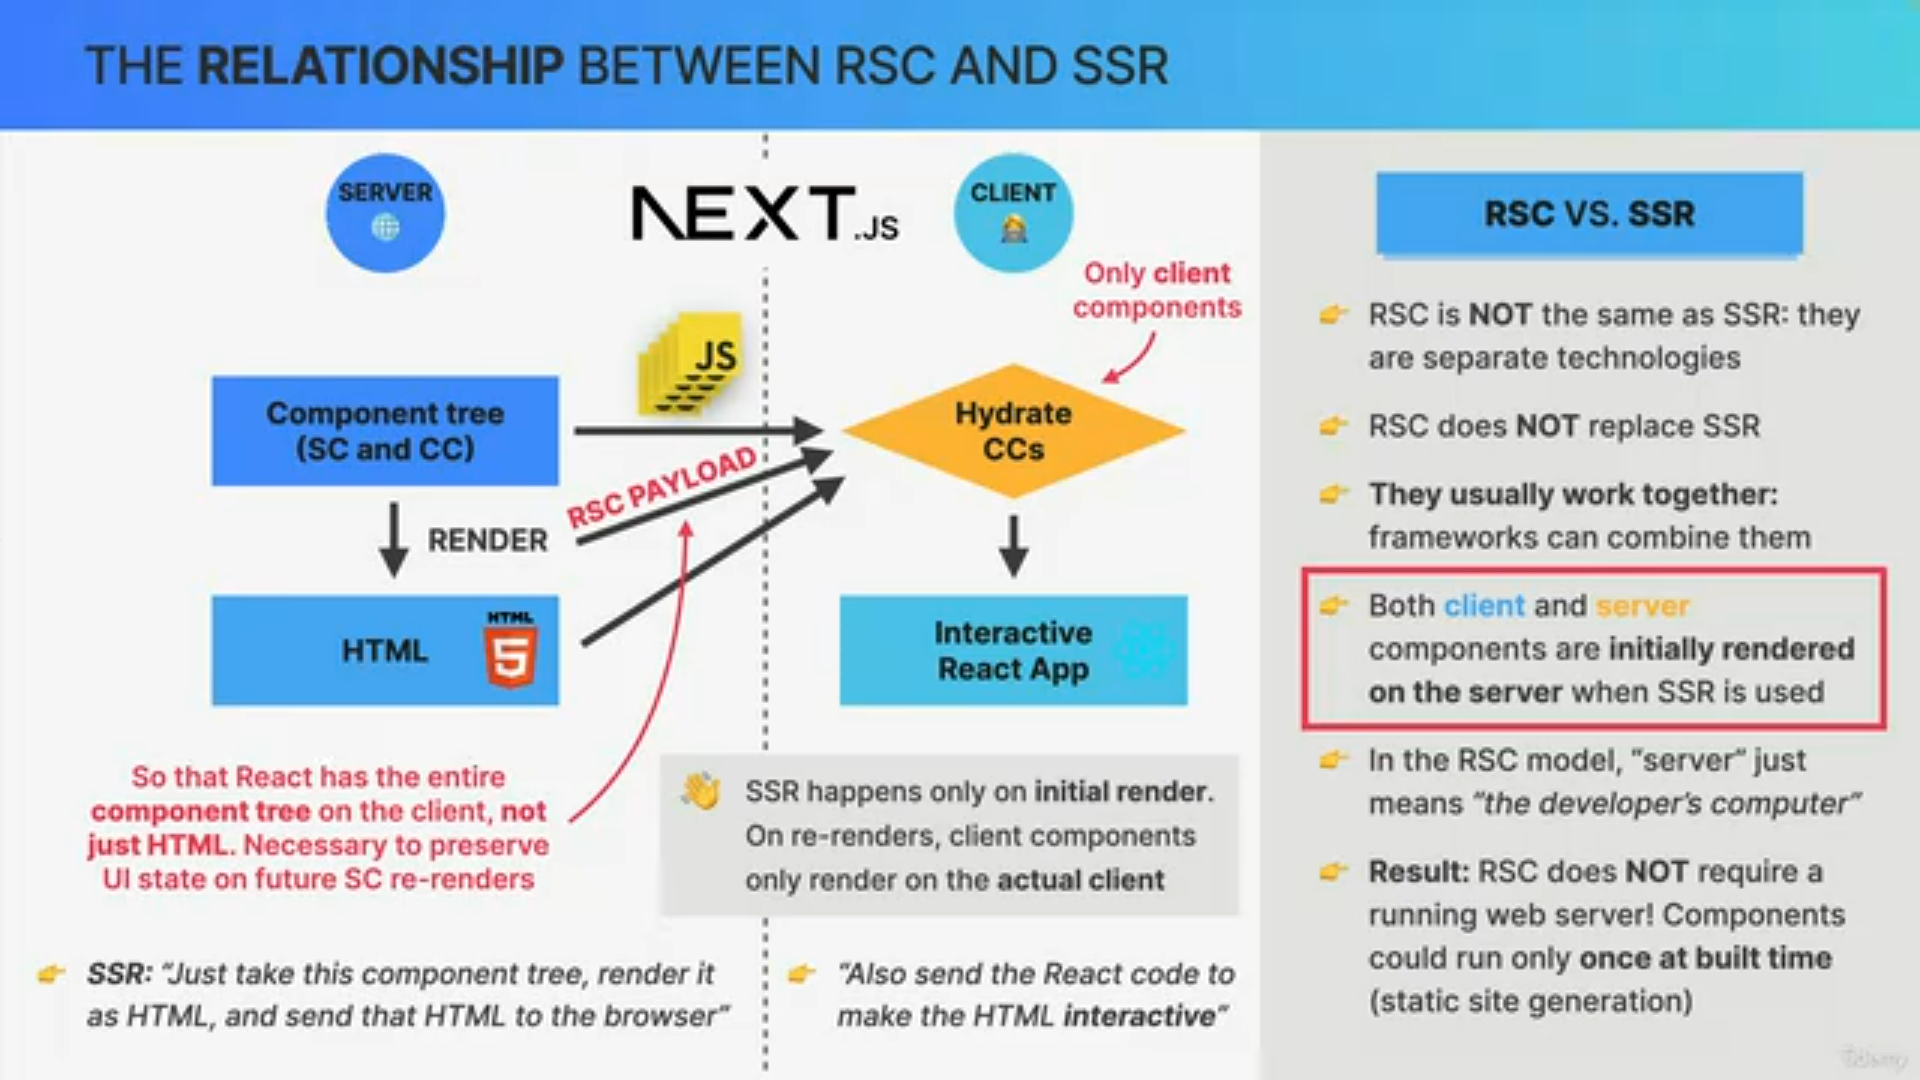 THE RELATIONSHIP BETWEEN RSC AND SSR
SERVER
NEXT.JS
CLIENT
Only client
components
JS
Component tree
(SC and CC)
Hydrate
CCs
RSC PAYLOAD
RENDER
HTML
HTML
5
Interactive
React App
So that React has the entire
component tree on the client, not
just HTML. Necessary to preserve
UI state on future SC re-renders
SSR happens only on initial render.
On re-renders, client components
only render on the actual client
SSR: “Just take this component tree, render it
as HTML, and send that HTML to the browser”
“Also send the React code to
make the HTML interactive”
RSC VS. SSR
RSC is NOT the same as SSR: they
are separate technologies
RSC does NOT replace SSR
They usually work together:
frameworks can combine them
Both client and server
components are initially rendered
on the server when SSR is used
In the RSC model, “server” just
means “the developer’s computer”
Result: RSC does NOT require a
running web server! Components
could run only once at built time
(static site generation)
Udemy